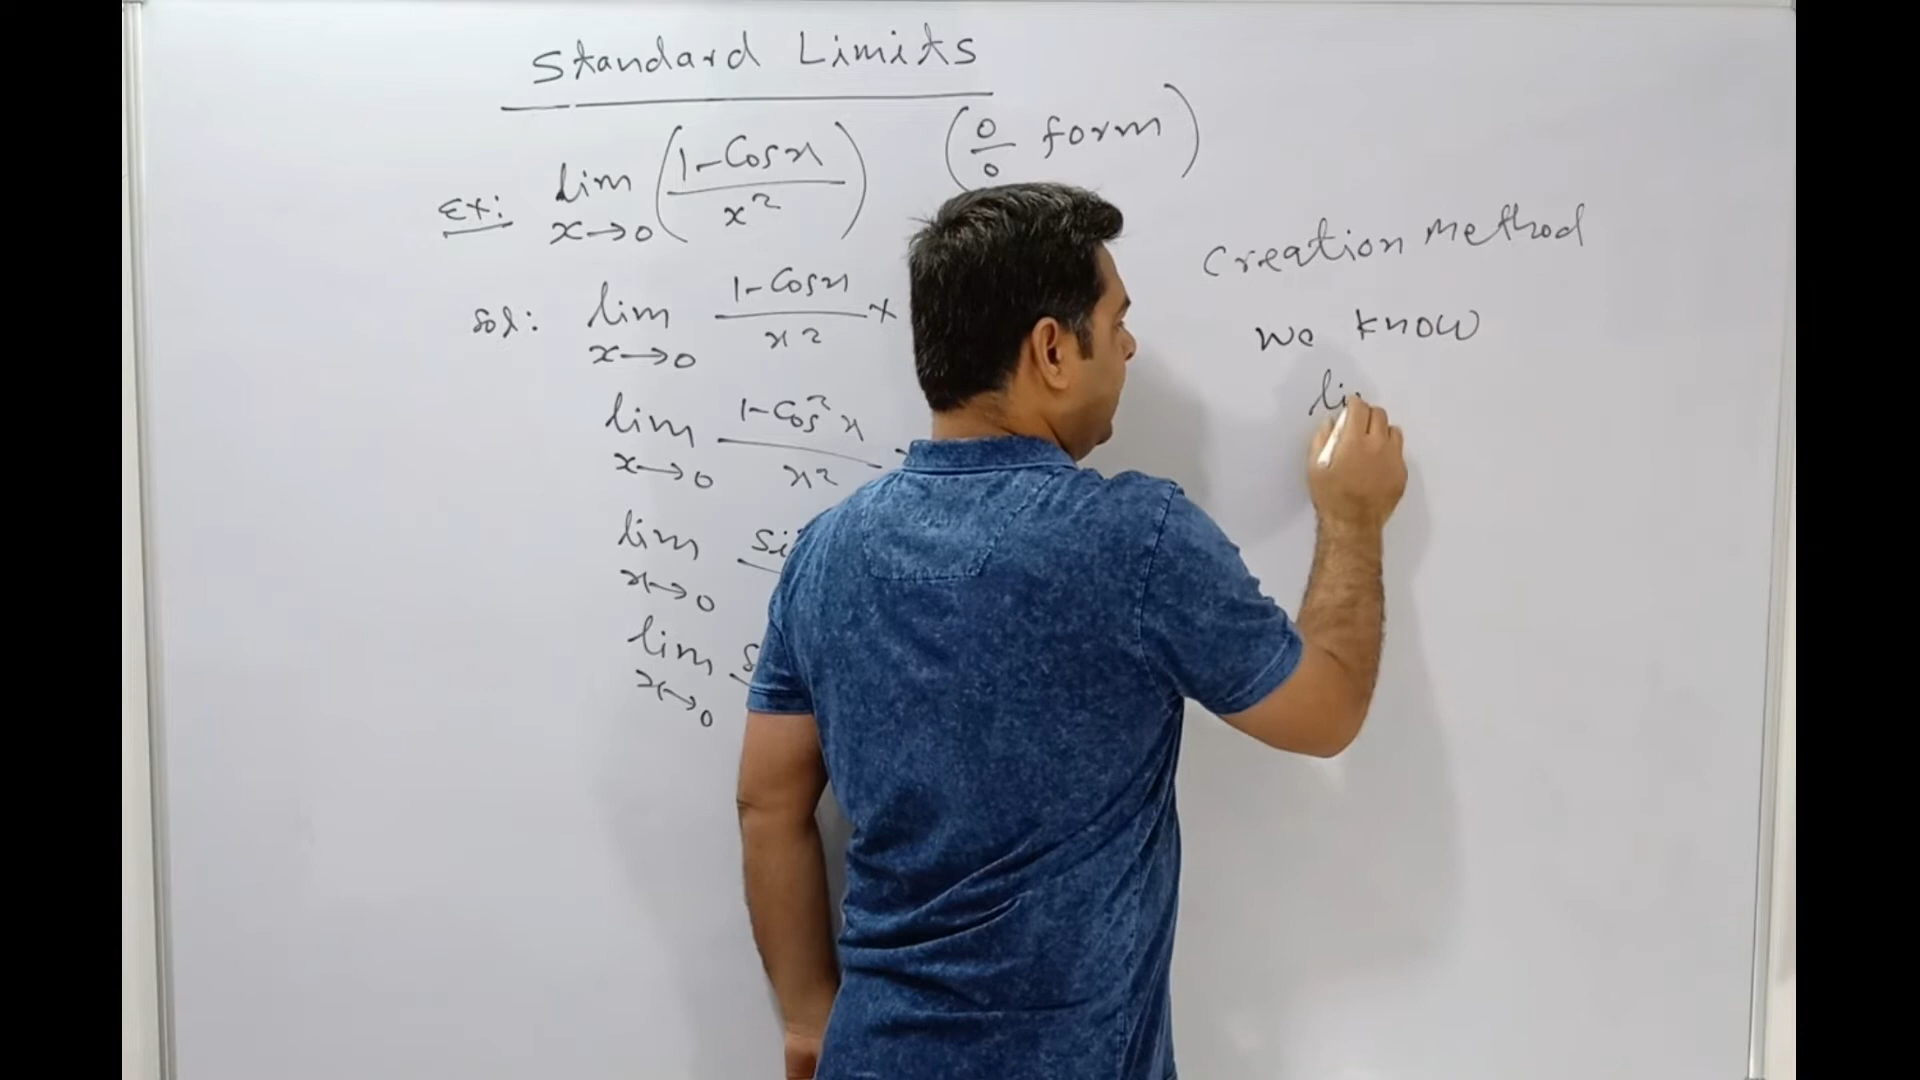 Standard Limits
Ex: lim x→0 (1-Cosx / x²) (0/0 form)
Sol: lim x→0 1-Cosx / x² ×
lim x→0 1-Cos²x / x²
lim x→0
lim x→0
Creation Method
We know